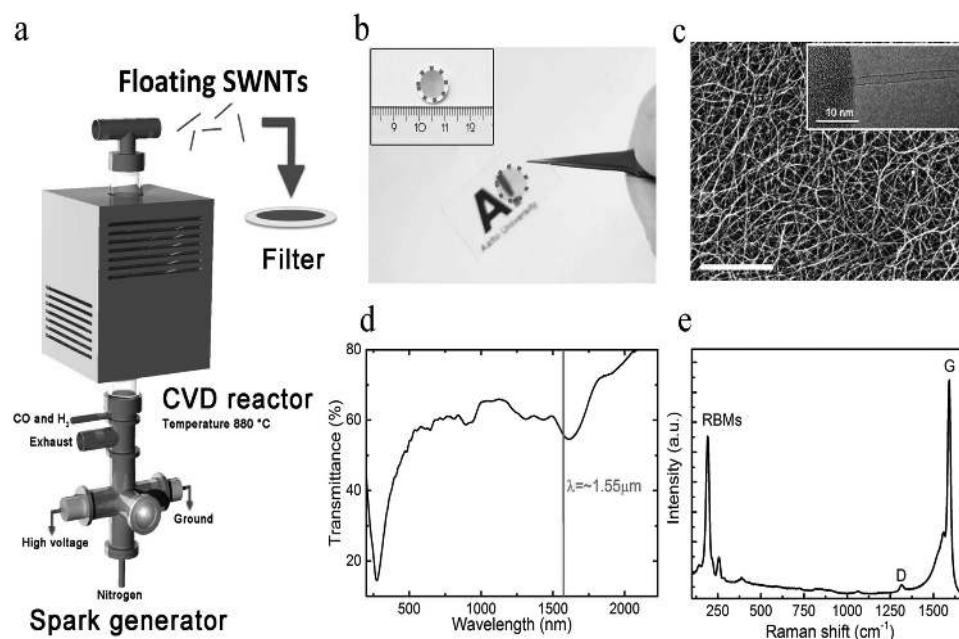 a
Floating SWNTs
Filter
CVD reactor
Temperature 880 °C
CO and H₂
Exhaust
High voltage
Ground
Nitrogen
Spark generator
b
9 10 11 12
A
Aalto University
c
10 nm
d
Transmittance (%)
80
60
40
20
λ=~1.55μm
500 1000 1500 2000
Wavelength (nm)
e
Intensity (a.u.)
RBMs
D
G
250 500 750 1000 1250 1500
Raman shift (cm⁻¹)